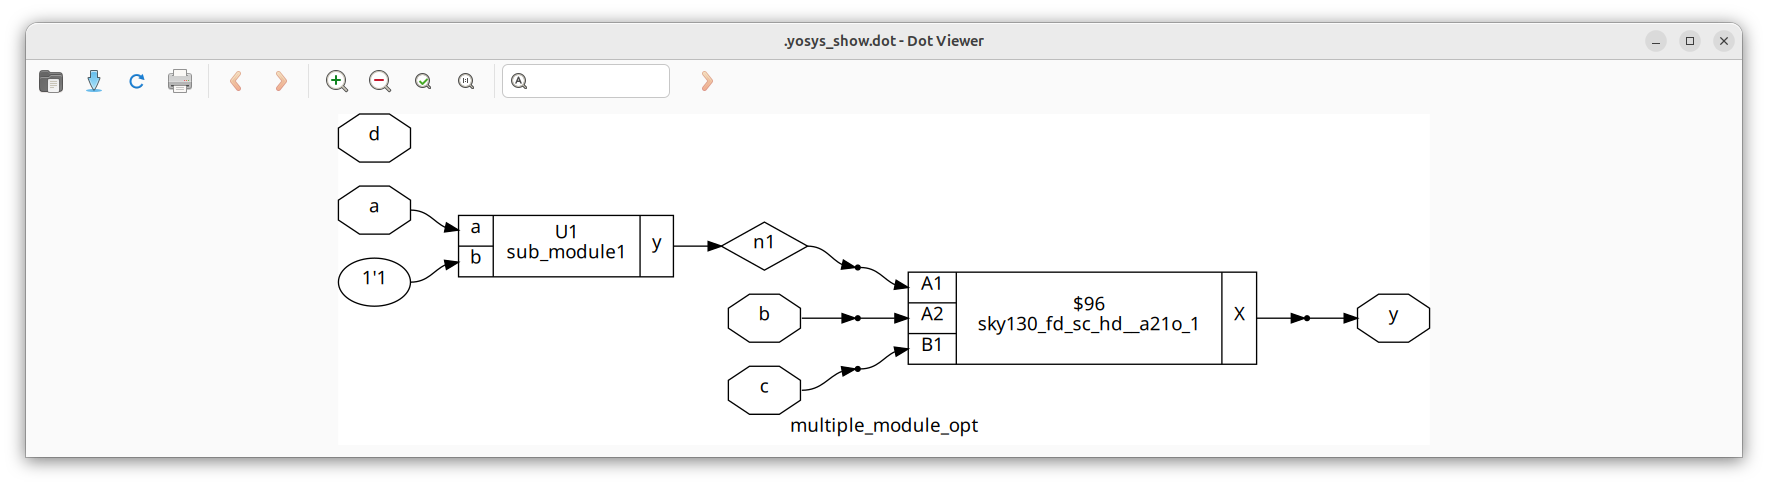 .yosys_show.dot - Dot Viewer
d
a
1'1
a
b
U1
sub_module1
y
n1
b
c
A1
A2
B1
$96
sky130_fd_sc_hd__a21o_1
X
y
multiple_module_opt